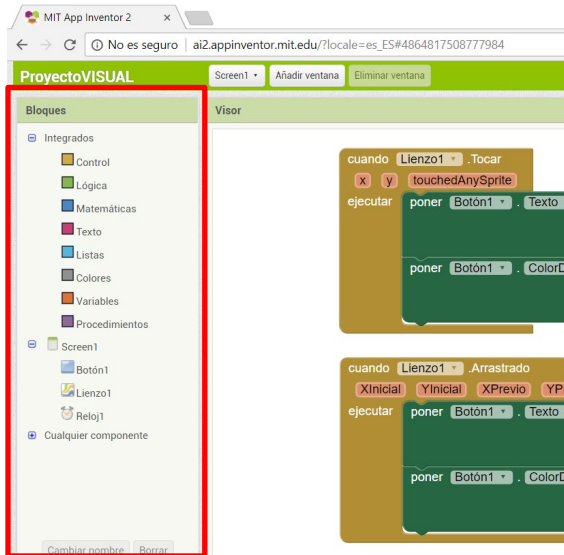 MIT App Inventor 2
No es seguro | ai2.appinventor.mit.edu/?locale=es_ES#4864817508777984
ProyectoVISUAL Screen1 Añadir ventana Eliminar ventana
Bloques
Integrados
Control
Lógica
Matemáticas
Texto
Listas
Colores
Variables
Procedimientos
Screen1
Botón1
Lienzo1
Reloj1
Cualquier componente
Cambiar nombre Borrar
Visor
cuando Lienzo1 .Tocar
x y touchedAnySprite
ejecutar poner Botón1 . Texto
poner Botón1 . ColorD
cuando Lienzo1 .Arrastrado
XInicial YInicial XPrevio YP
ejecutar poner Botón1 . Texto
poner Botón1 . ColorD